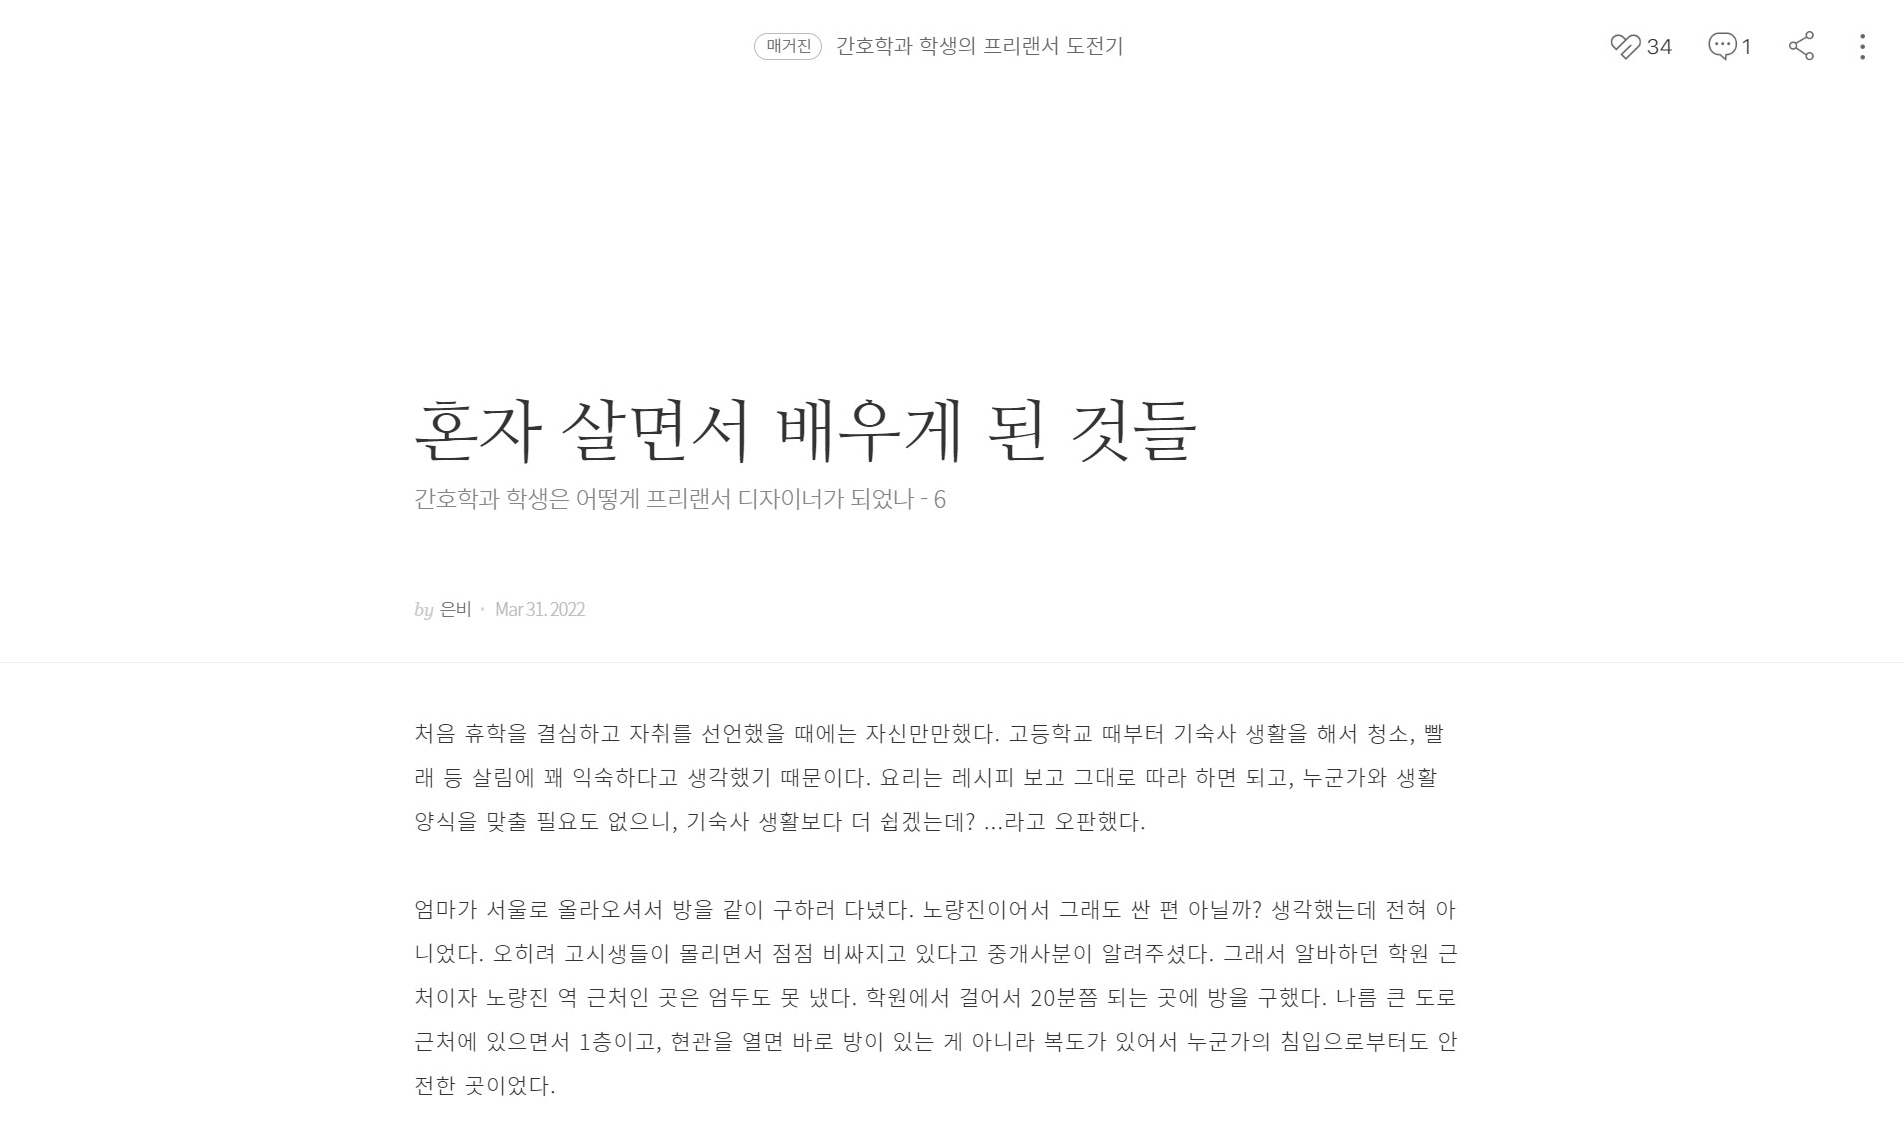 매거진 간호학과 학생의 프리랜서 도전기 34 1
혼자 살면서 배우게 된 것들
간호학과 학생은 어떻게 프리랜서 디자이너가 되었나 - 6
by 은비 · Mar 31. 2022
처음 휴학을 결심하고 자취를 선언했을 때에는 자신만만했다. 고등학교 때부터 기숙사 생활을 해서 청소, 빨
래 등 살림에 꽤 익숙하다고 생각했기 때문이다. 요리는 레시피 보고 그대로 따라 하면 되고, 누군가와 생활
양식을 맞출 필요도 없으니, 기숙사 생활보다 더 쉽겠는데? ...라고 오판했다.
엄마가 서울로 올라오셔서 방을 같이 구하러 다녔다. 노량진이어서 그래도 싼 편 아닐까? 생각했는데 전혀 아
니었다. 오히려 고시생들이 몰리면서 점점 비싸지고 있다고 중개사분이 알려주셨다. 그래서 알바하던 학원 근
처이자 노량진 역 근처인 곳은 엄두도 못 냈다. 학원에서 걸어서 20분쯤 되는 곳에 방을 구했다. 나름 큰 도로
근처에 있으면서 1층이고, 현관을 열면 바로 방이 있는 게 아니라 복도가 있어서 누군가의 침입으로부터도 안
전한 곳이었다.